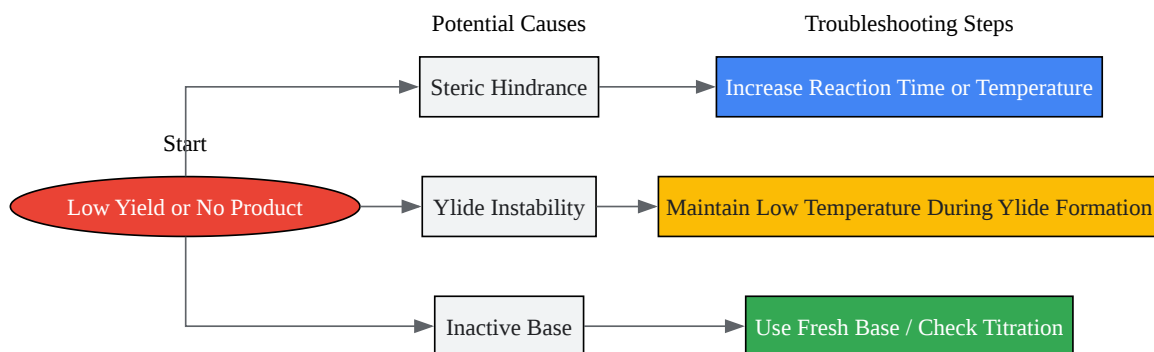 Potential Causes
Troubleshooting Steps
Steric Hindrance
Increase Reaction Time or Temperature
Start
Low Yield or No Product
Ylide Instability
Maintain Low Temperature During Ylide Formation
Inactive Base
Use Fresh Base / Check Titration